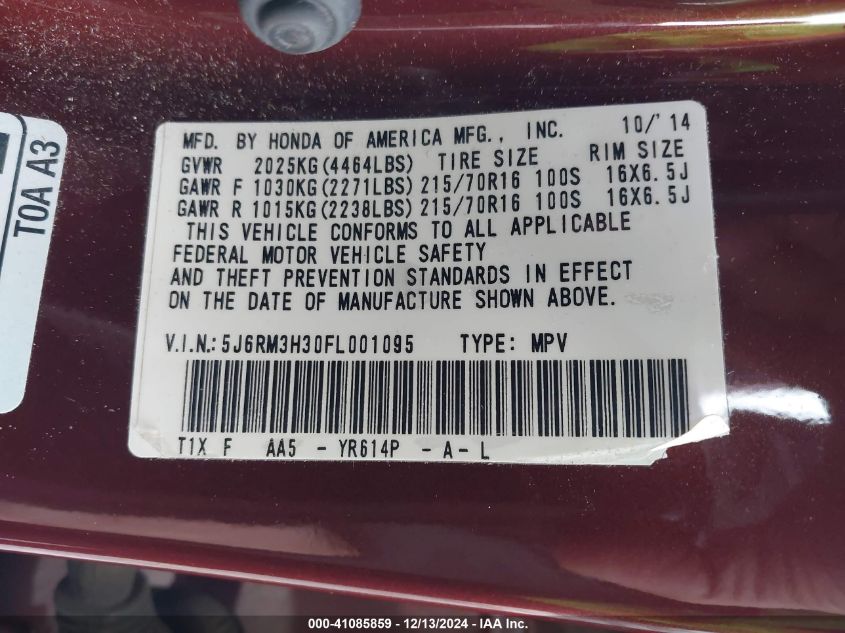 MFD. BY HONDA OF AMERICA MFG., INC. 10/'14
GVWR 2025KG(4464LBS) TIRE SIZE RIM SIZE
GAWR F 1030KG(2271LBS) 215/70R16 100S 16X6.5J
GAWR R 1015KG(2238LBS) 215/70R16 100S 16X6.5J
THIS VEHICLE CONFORMS TO ALL APPLICABLE
FEDERAL MOTOR VEHICLE SAFETY
AND THEFT PREVENTION STANDARDS IN EFFECT
ON THE DATE OF MANUFACTURE SHOWN ABOVE.
V.I.N.: 5J6RM3H30FL001095 TYPE: MPV
T1X F AA5 - YR614P - A - L
TOA A3
000-41085859 - 12/13/2024 - IAA Inc.